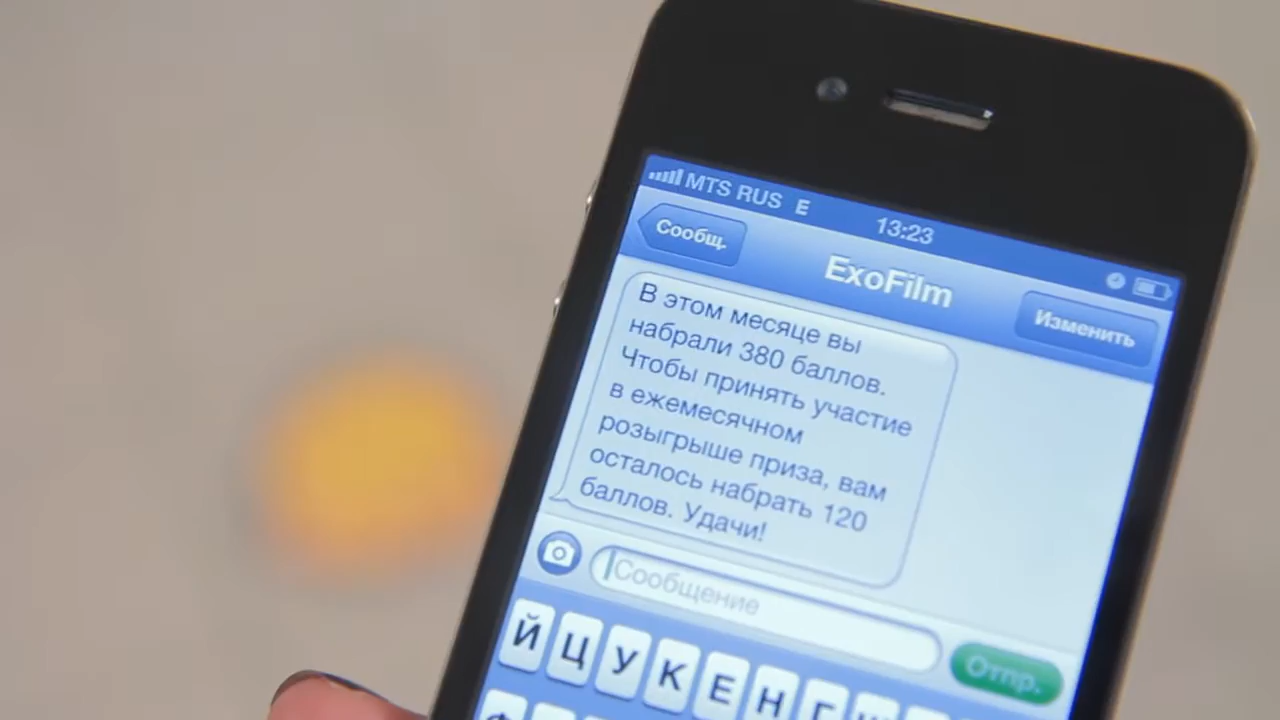 MTS RUS E
13:23
Сообщ.
ExoFilm
Изменить
В этом месяце вы
набрали 380 баллов.
Чтобы принять участие
в ежемесячном
розыгрыше приза, вам
осталось набрать 120
баллов. Удачи!
Сообщение
Отпр.
Й Ц У К Е Н Г